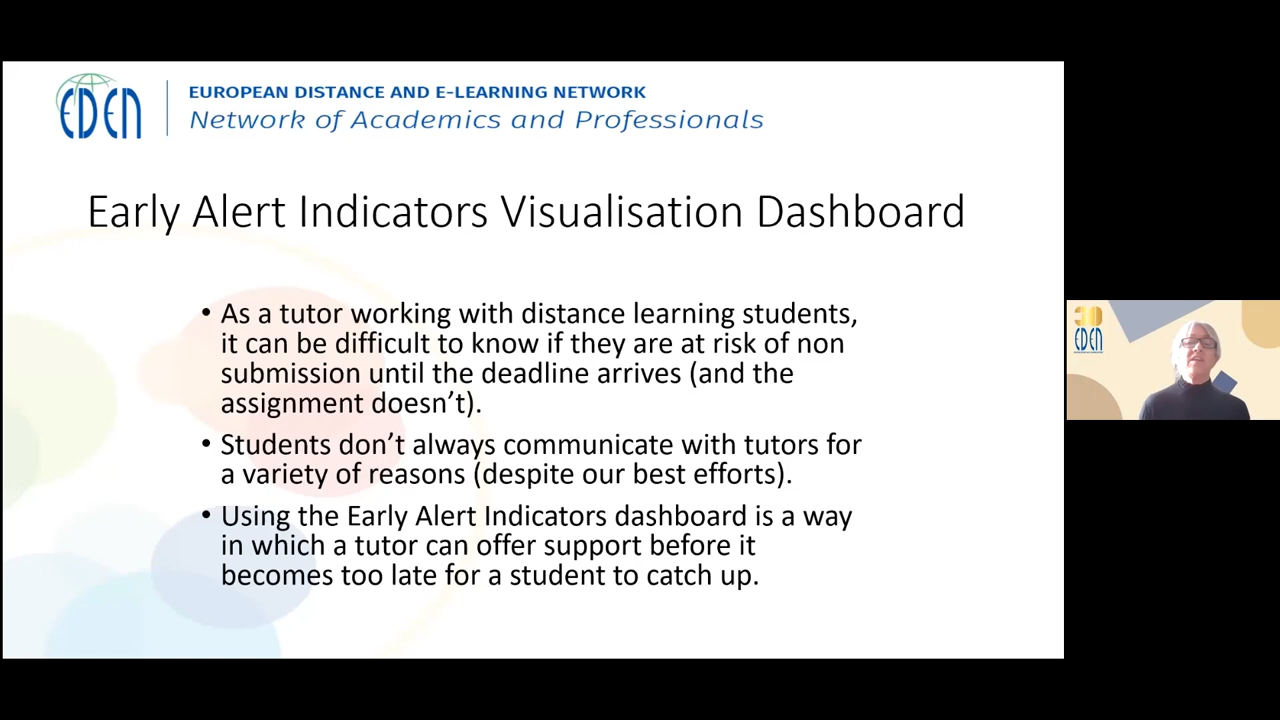 EDEN
EUROPEAN DISTANCE AND E-LEARNING NETWORK
Network of Academics and Professionals
Early Alert Indicators Visualisation Dashboard
• As a tutor working with distance learning students,
it can be difficult to know if they are at risk of non
submission until the deadline arrives (and the
assignment doesn’t).
• Students don’t always communicate with tutors for
a variety of reasons (despite our best efforts).
• Using the Early Alert Indicators dashboard is a way
in which a tutor can offer support before it
becomes too late for a student to catch up.
30
EDEN